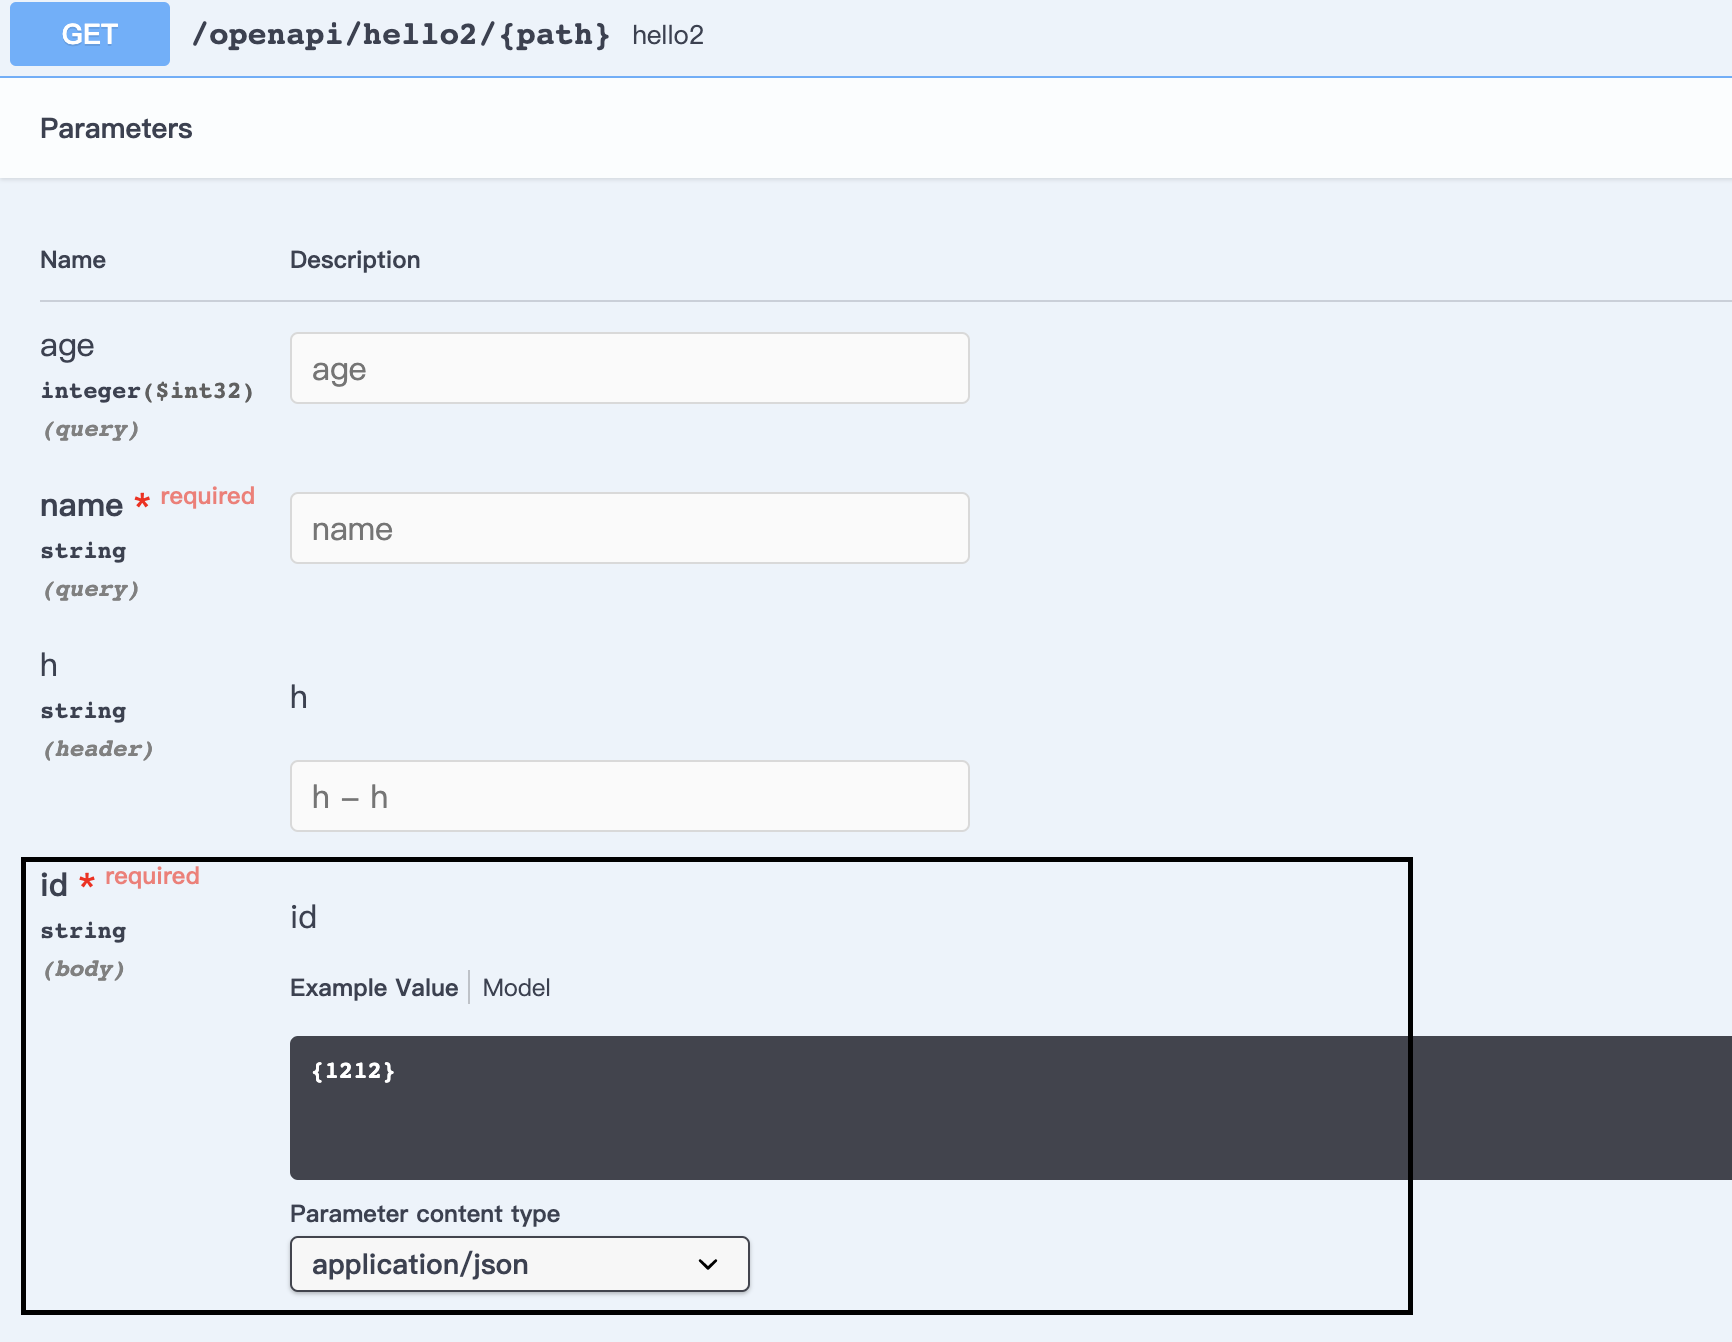 GET /openapi/hello2/{path} hello2
Parameters
Name Description
age
integer($int32)
(query)
age
name * required
string
(query)
name
h
string
(header)
h
h – h
id * required
string
(body)
id
Example Value Model
{1212}
Parameter content type
application/json